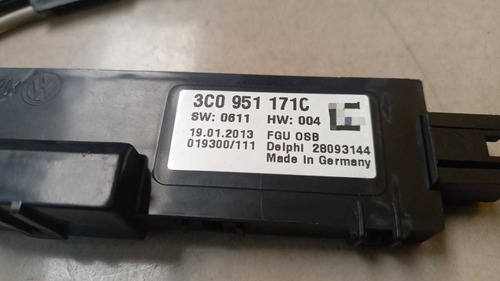 3C0 951 171C
SW: 0611 HW: 004
19.01.2013 FGU OSB
019300/111 Delphi 28093144
Made in Germany